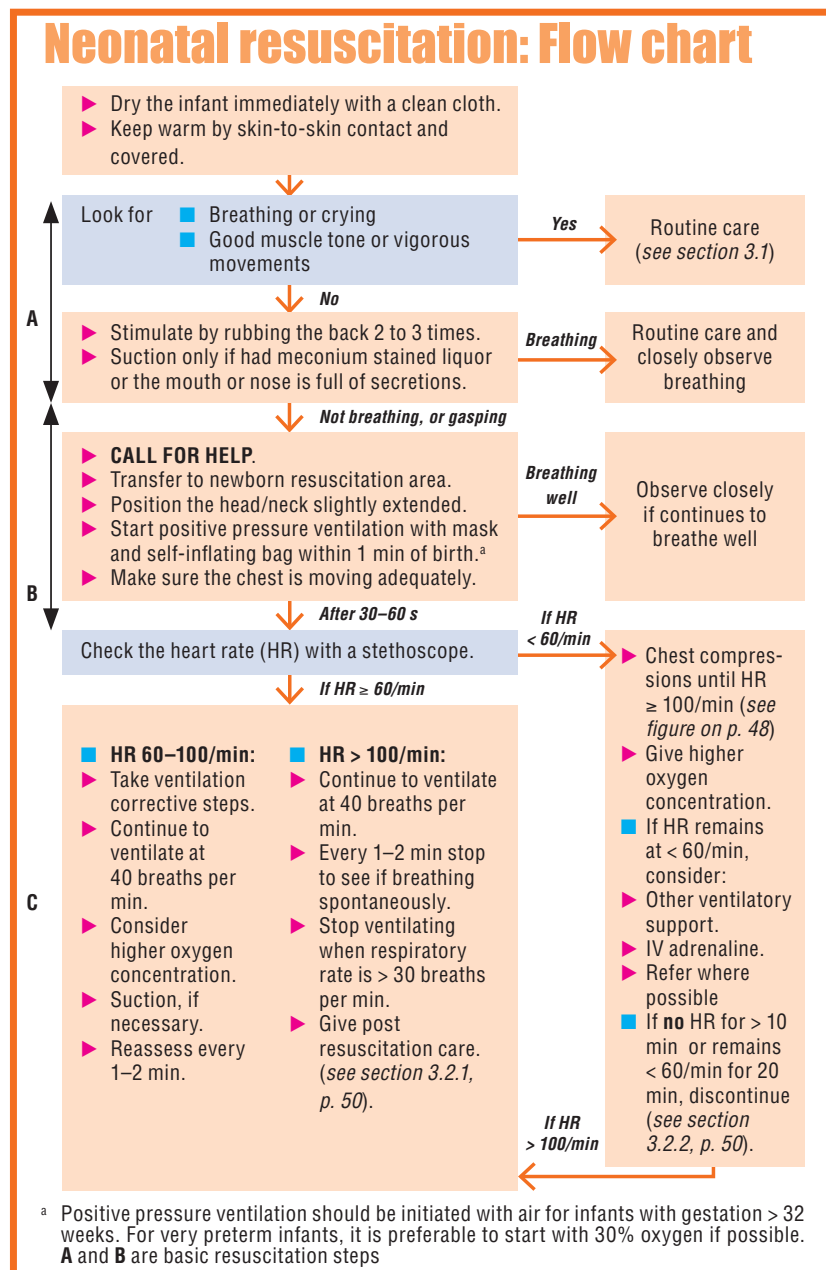 Neonatal resuscitation: Flow chart
Dry the infant immediately with a clean cloth.
Keep warm by skin-to-skin contact and
covered.
A
Look for
Breathing or crying
Good muscle tone or vigorous
movements
Yes
Routine care
(see section 3.1)
No
Stimulate by rubbing the back 2 to 3 times.
Suction only if had meconium stained liquor
or the mouth or nose is full of secretions.
Breathing
Routine care and
closely observe
breathing
Not breathing, or gasping
B
CALL FOR HELP.
Transfer to newborn resuscitation area.
Position the head/neck slightly extended.
Start positive pressure ventilation with mask
and self-inflating bag within 1 min of birth.a
Make sure the chest is moving adequately.
Breathing
well
Observe closely
if continues to
breathe well
After 30–60 s
Check the heart rate (HR) with a stethoscope.
If HR
< 60/min
If HR ≥ 60/min
C
HR 60–100/min:
Take ventilation
corrective steps.
Continue to
ventilate at
40 breaths per
min.
Consider
higher oxygen
concentration.
Suction, if
necessary.
Reassess every
1–2 min.
HR > 100/min:
Continue to ventilate
at 40 breaths per
min.
Every 1–2 min stop
to see if breathing
spontaneously.
Stop ventilating
when respiratory
rate is > 30 breaths
per min.
Give post
resuscitation care.
(see section 3.2.1,
p. 50).
Chest compres-
sions until HR
≥ 100/min (see
figure on p. 48)
Give higher
oxygen
concentration.
If HR remains
at < 60/min,
consider:
Other ventilatory
support.
IV adrenaline.
Refer where
possible
If no HR for > 10
min or remains
< 60/min for 20
min, discontinue
(see section
3.2.2, p. 50).
If HR
> 100/min
a Positive pressure ventilation should be initiated with air for infants with gestation > 32
weeks. For very preterm infants, it is preferable to start with 30% oxygen if possible.
A and B are basic resuscitation steps